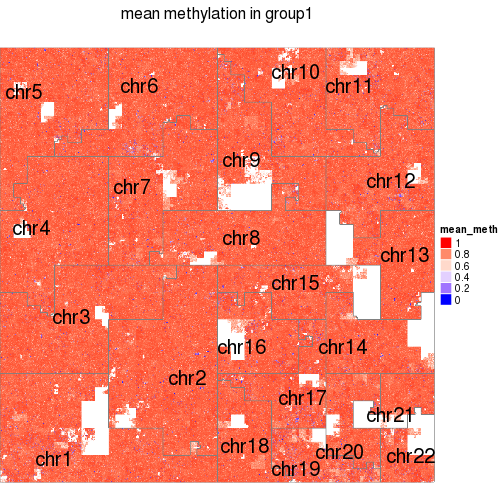 mean methylation in group1
chr10
chr6
chr11
chr5
chr9
chr12
chr7
chr4
mean_meth
chr8
1
chr13
0.8
0.6
0.4
chr15
0.2
0
chr3
chr16
chr14
chr2
chr17
chr21
chr18
chr20
chr22
chr1
chr19